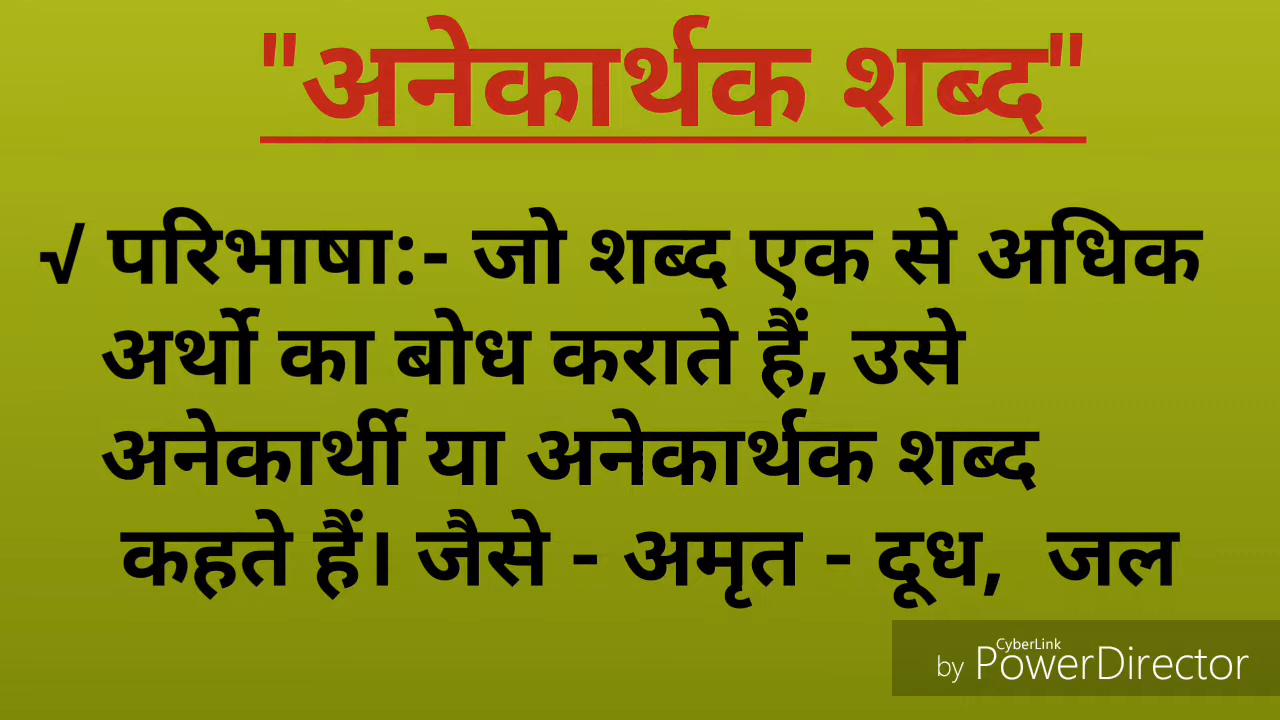 "अनेकार्थक शब्द"
√ परिभाषा:- जो शब्द एक से अधिक
अर्थो का बोध कराते हैं, उसे
अनेकार्थी या अनेकार्थक शब्द
कहते हैं। जैसे - अमृत - दूध, जल
CyberLink
by PowerDirector